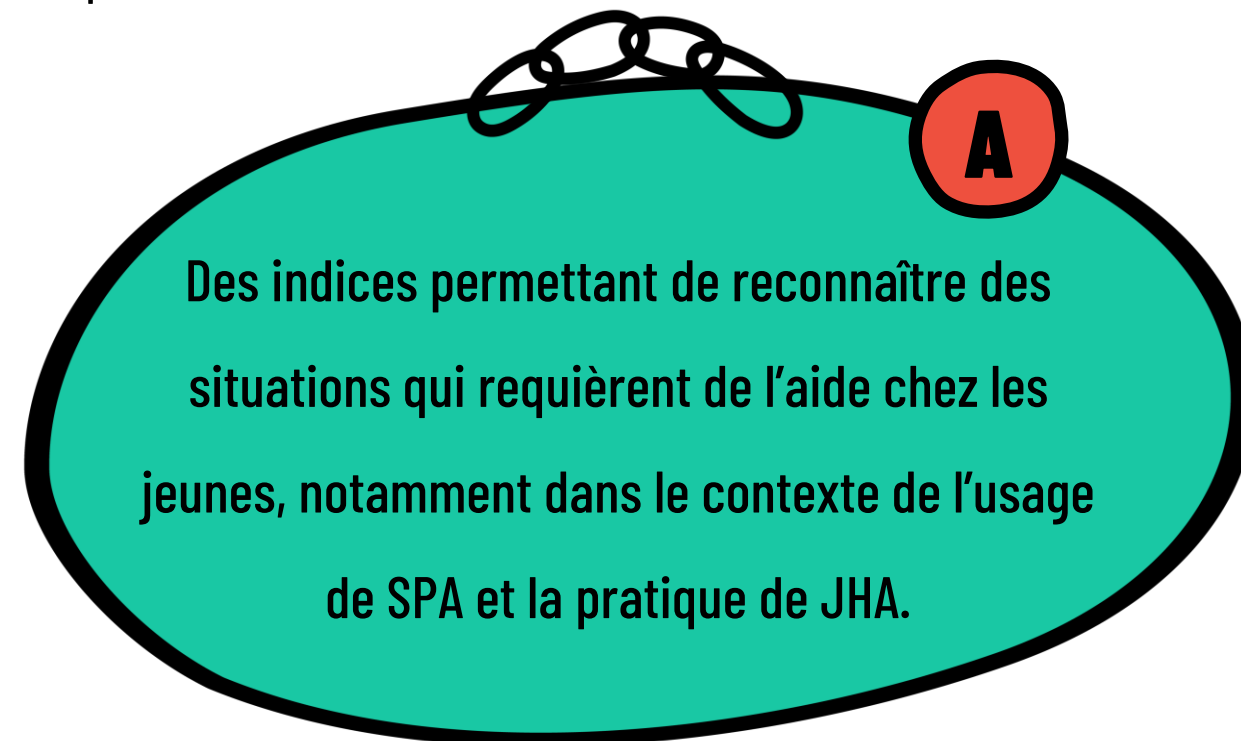 A
Des indices permettant de reconnaître des
situations qui requièrent de l'aide chez les
jeunes, notamment dans le contexte de l'usage
de SPA et la pratique de JHA.